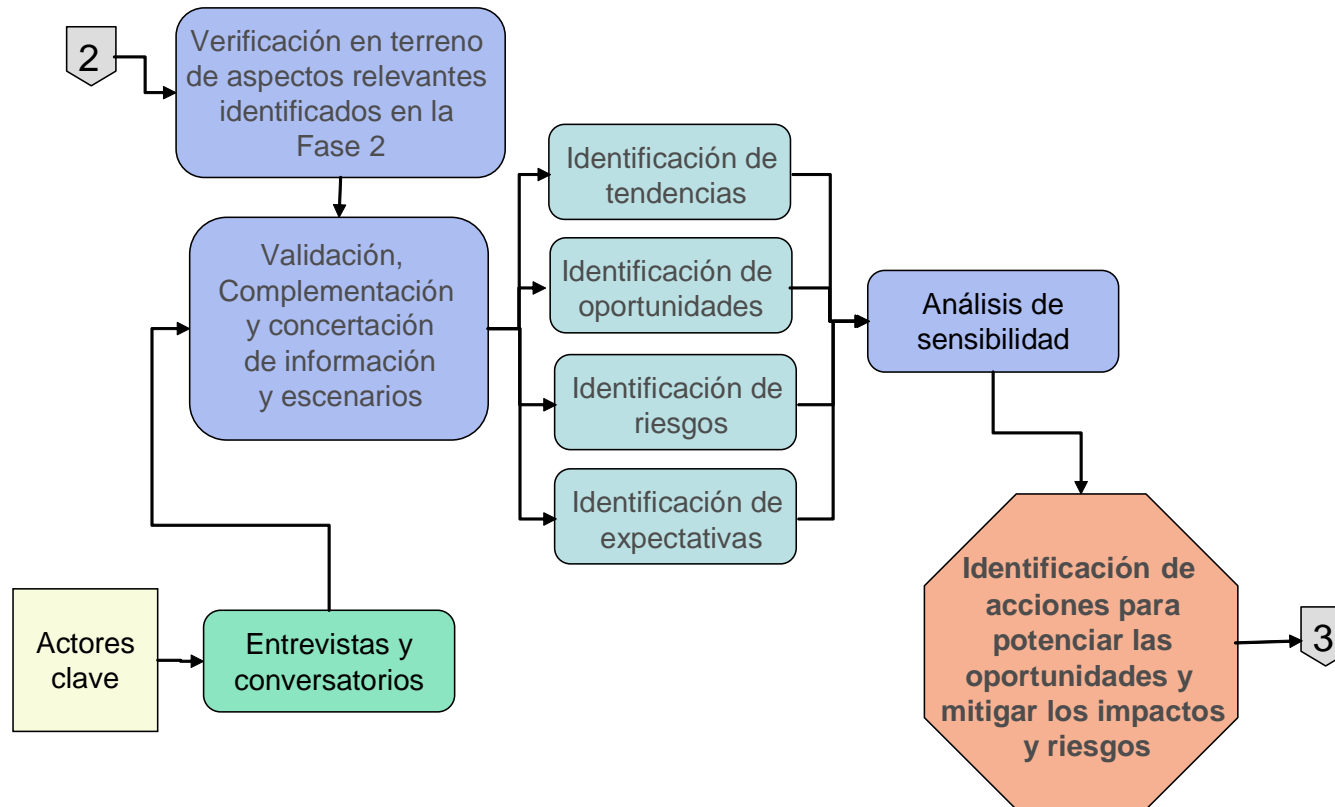 2
Verificación en terreno
de aspectos relevantes
identificados en la
Fase 2
Validación,
Complementación
y concertación
de información
y escenarios
Actores
clave
Entrevistas y
conversatorios
Identificación de
tendencias
Identificación de
oportunidades
Identificación de
riesgos
Identificación de
expectativas
Análisis de
sensibilidad
Identificación de
acciones para
potenciar las
oportunidades y
mitigar los impactos
y riesgos
3